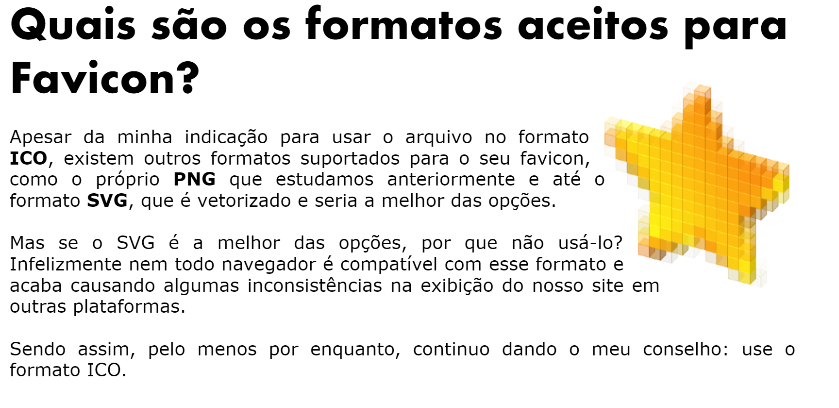 Quais são os formatos aceitos para
Favicon?
Apesar da minha indicação para usar o arquivo no formato
ICO, existem outros formatos suportados para o seu favicon,
como o próprio PNG que estudamos anteriormente e até o
formato SVG, que é vetorizado e seria a melhor das opções.
Mas se o SVG é a melhor das opções, por que não usá-lo?
Infelizmente nem todo navegador é compatível com esse formato e
acaba causando algumas inconsistências na exibição do nosso site em
outras plataformas.
Sendo assim, pelo menos por enquanto, continuo dando o meu conselho: use o
formato ICO.